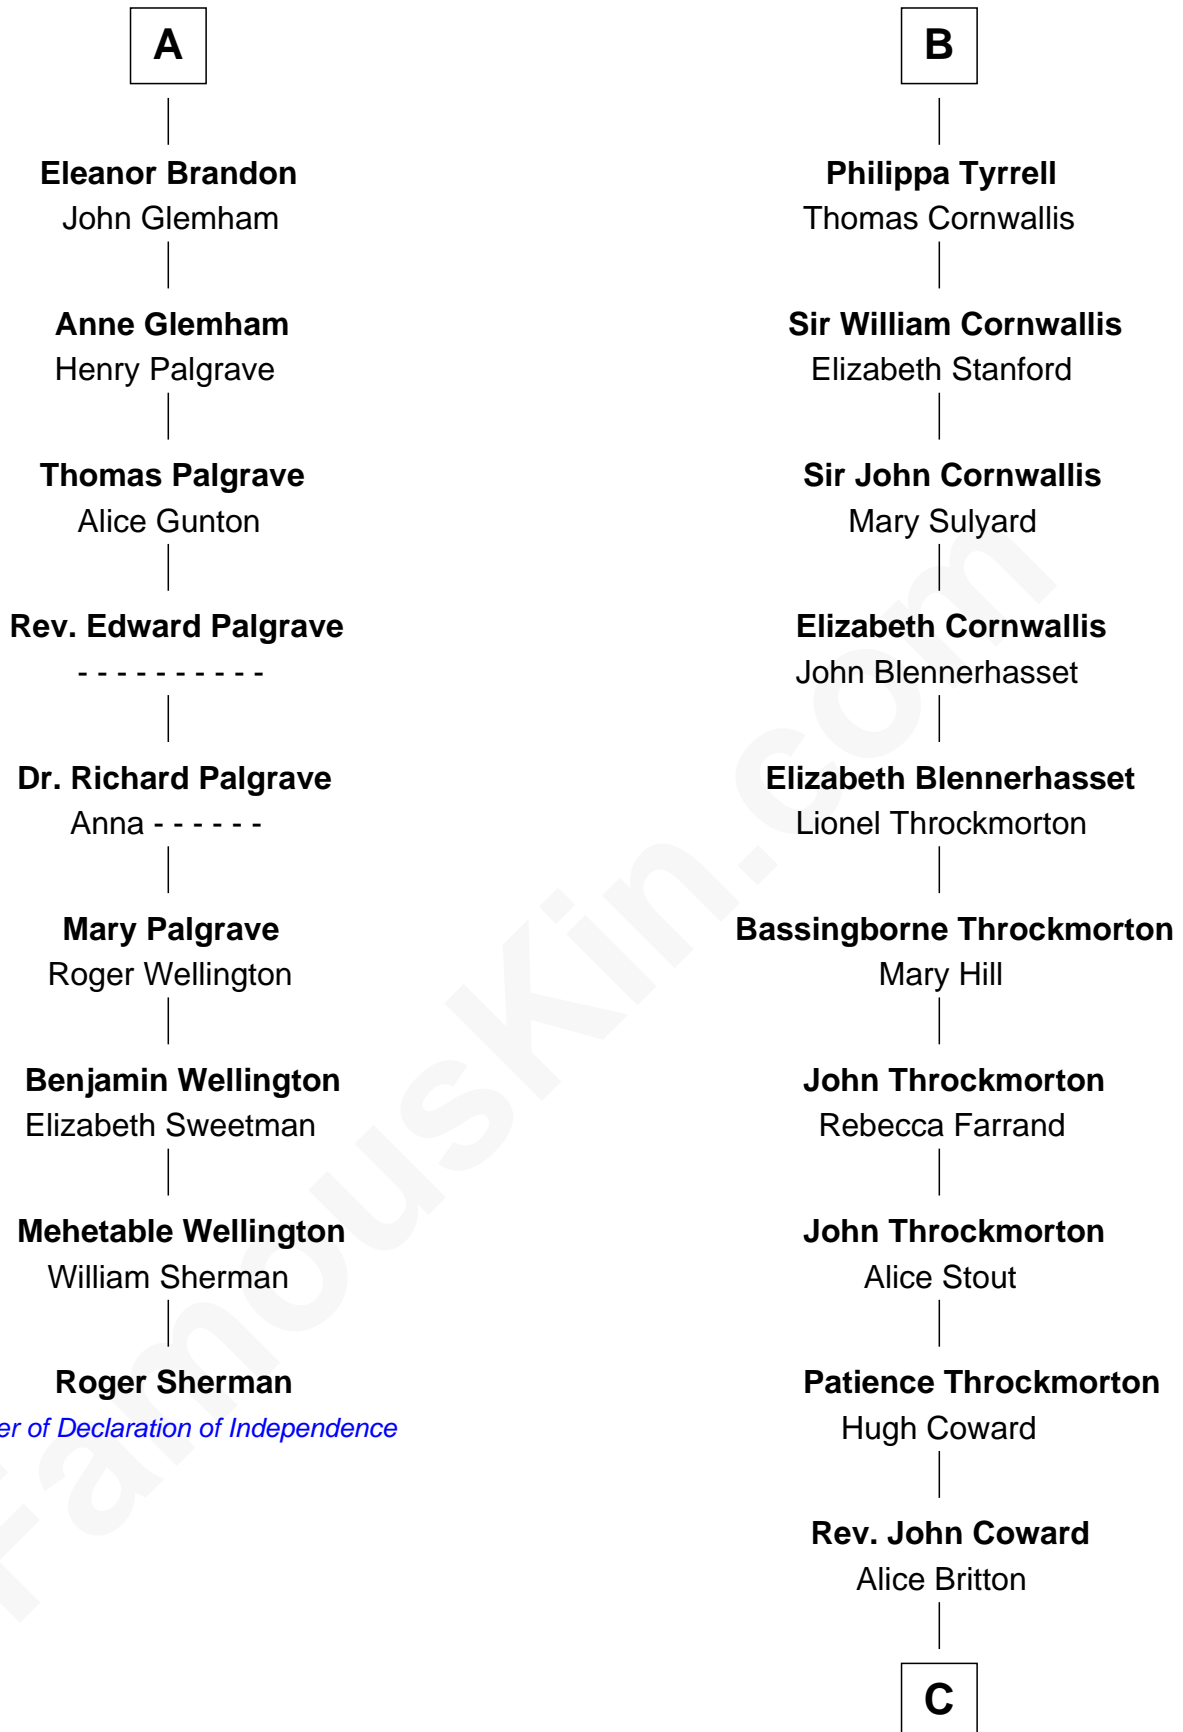 A
Eleanor Brandon
John Glemham
Anne Glemham
Henry Palgrave
Thomas Palgrave
Alice Gunton
Rev. Edward Palgrave
- - - - - - - - - -
Dr. Richard Palgrave
Anna - - - - - -
Mary Palgrave
Roger Wellington
Benjamin Wellington
Elizabeth Sweetman
Mehetable Wellington
William Sherman
Roger Sherman
er of Declaration of Independence
B
Philippa Tyrrell
Thomas Cornwallis
Sir William Cornwallis
Elizabeth Stanford
Sir John Cornwallis
Mary Sulyard
Elizabeth Cornwallis
John Blennerhasset
Elizabeth Blennerhasset
Lionel Throckmorton
Bassingborne Throckmorton
Mary Hill
John Throckmorton
Rebecca Farrand
John Throckmorton
Alice Stout
Patience Throckmorton
Hugh Coward
Rev. John Coward
Alice Britton
C
FamousKin.com